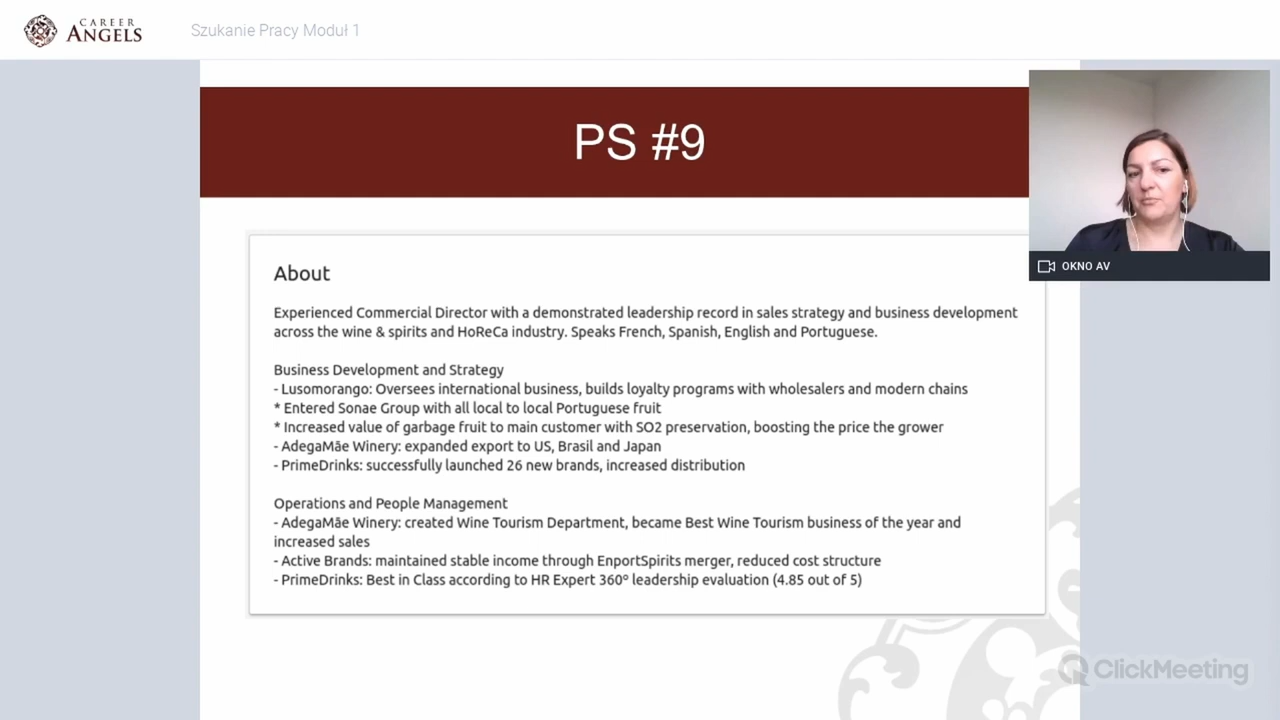 CAREER
ANGELS
Szukanie Pracy Moduł 1
PS #9
OKNO AV
About
Experienced Commercial Director with a demonstrated leadership record in sales strategy and business development
across the wine & spirits and HoReCa industry. Speaks French, Spanish, English and Portuguese.
Business Development and Strategy
- Lusomorango: Oversees international business, builds loyalty programs with wholesalers and modern chains
* Entered Sonae Group with all local to local Portuguese fruit
* Increased value of garbage fruit to main customer with SO2 preservation, boosting the price the grower
- AdegaMãe Winery: expanded export to US, Brasil and Japan
- PrimeDrinks: successfully launched 26 new brands, increased distribution
Operations and People Management
- AdegaMãe Winery: created Wine Tourism Department, became Best Wine Tourism business of the year and
increased sales
- Active Brands: maintained stable income through EnportSpirits merger, reduced cost structure
- PrimeDrinks: Best in Class according to HR Expert 360º leadership evaluation (4.85 out of 5)
ClickMeeting